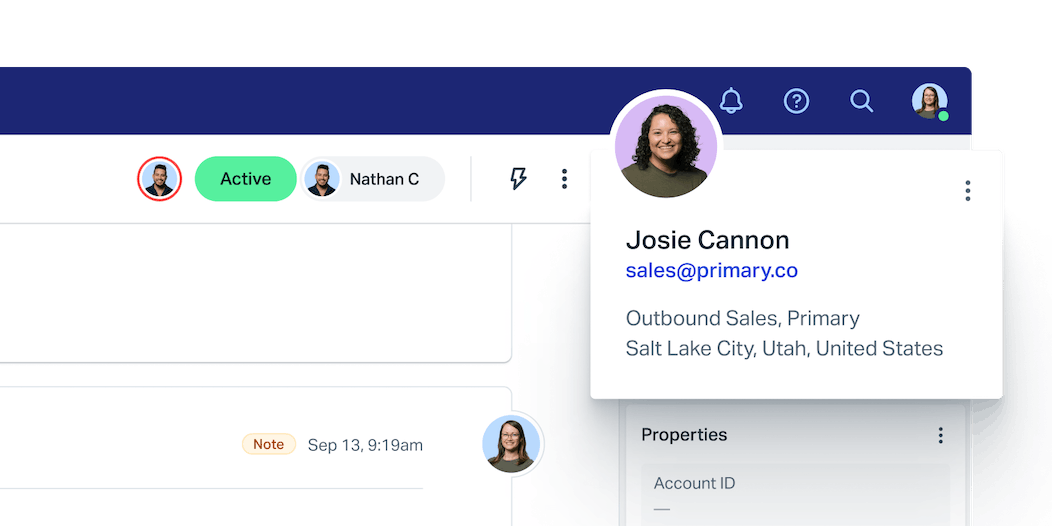 Active
Nathan C
Josie Cannon
sales@primary.co
Outbound Sales, Primary
Salt Lake City, Utah, United States
Note
Sep 13, 9:19am
Properties
Account ID
—